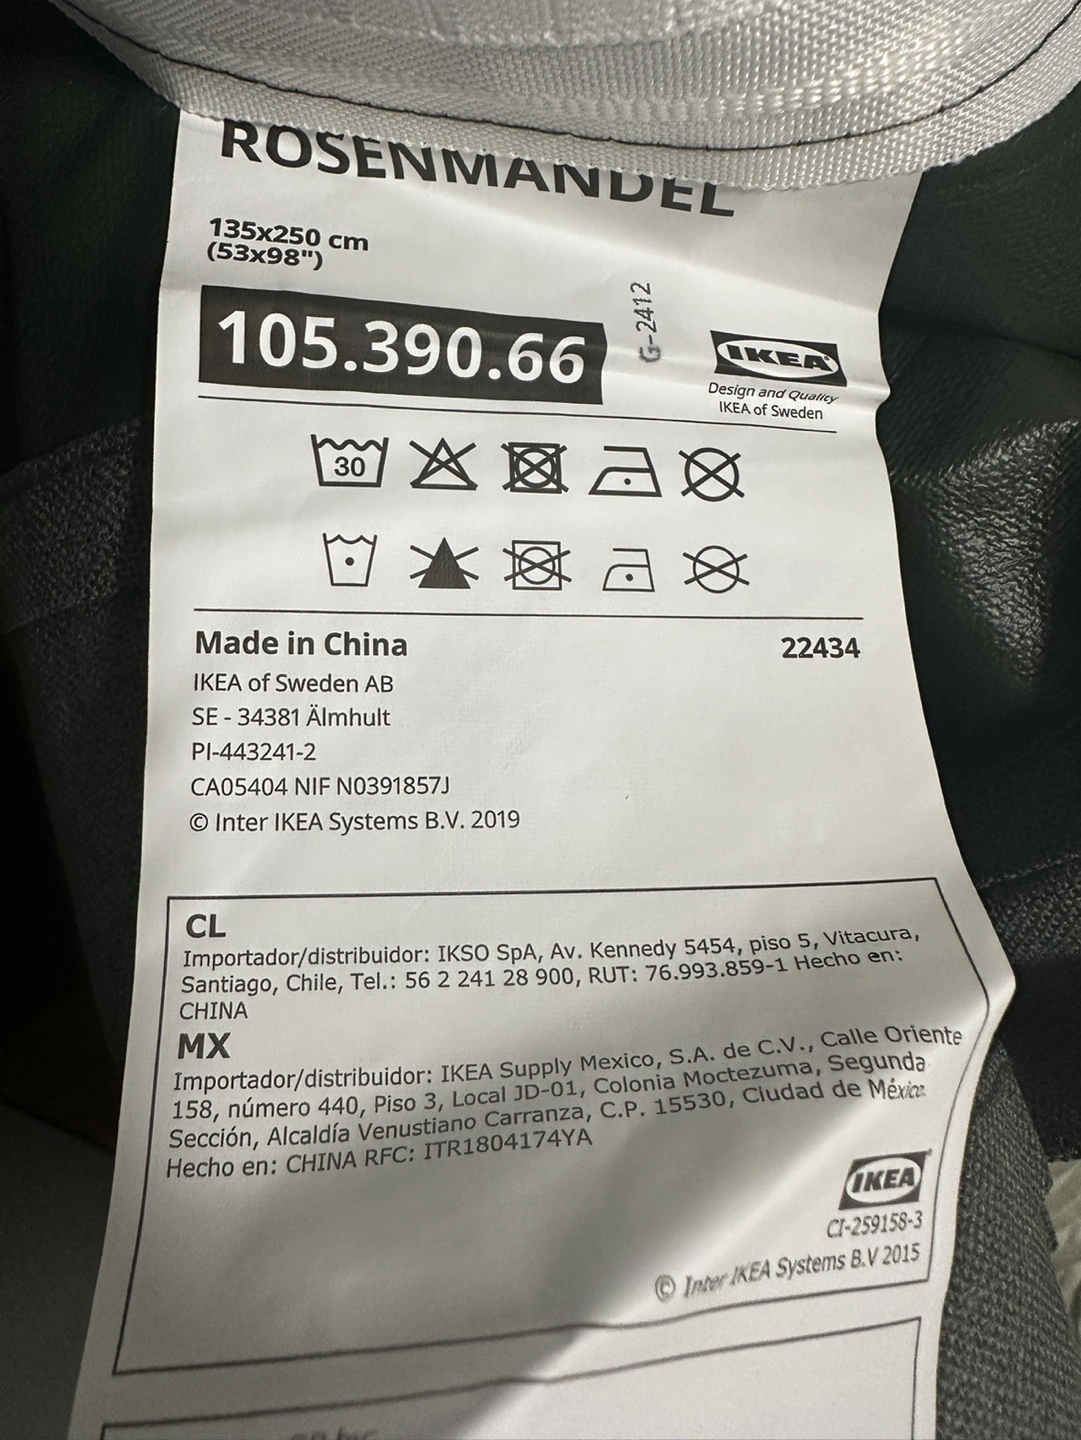 ROSENMANDEL
135x250 cm
(53x98")
105.390.66
G-2412
IKEA
Design and Quality
IKEA of Sweden
30
Made in China
22434
IKEA of Sweden AB
SE - 34381 Älmhult
PI-443241-2
CA05404 NIF N0391857J
© Inter IKEA Systems B.V. 2019
CL
Importador/distribuidor: IKSO SpA, Av. Kennedy 5454, piso 5, Vitacura,
Santiago, Chile, Tel.: 56 2 241 28 900, RUT: 76.993.859-1 Hecho en:
CHINA
MX
Importador/distribuidor: IKEA Supply Mexico, S.A. de C.V., Calle Oriente
158, número 440, Piso 3, Local JD-01, Colonia Moctezuma, Segunda
Sección, Alcaldía Venustiano Carranza, C.P. 15530, Ciudad de México.
Hecho en: CHINA RFC: ITR1804174YA
IKEA
CI-259158-3
© Inter IKEA Systems B.V 2015